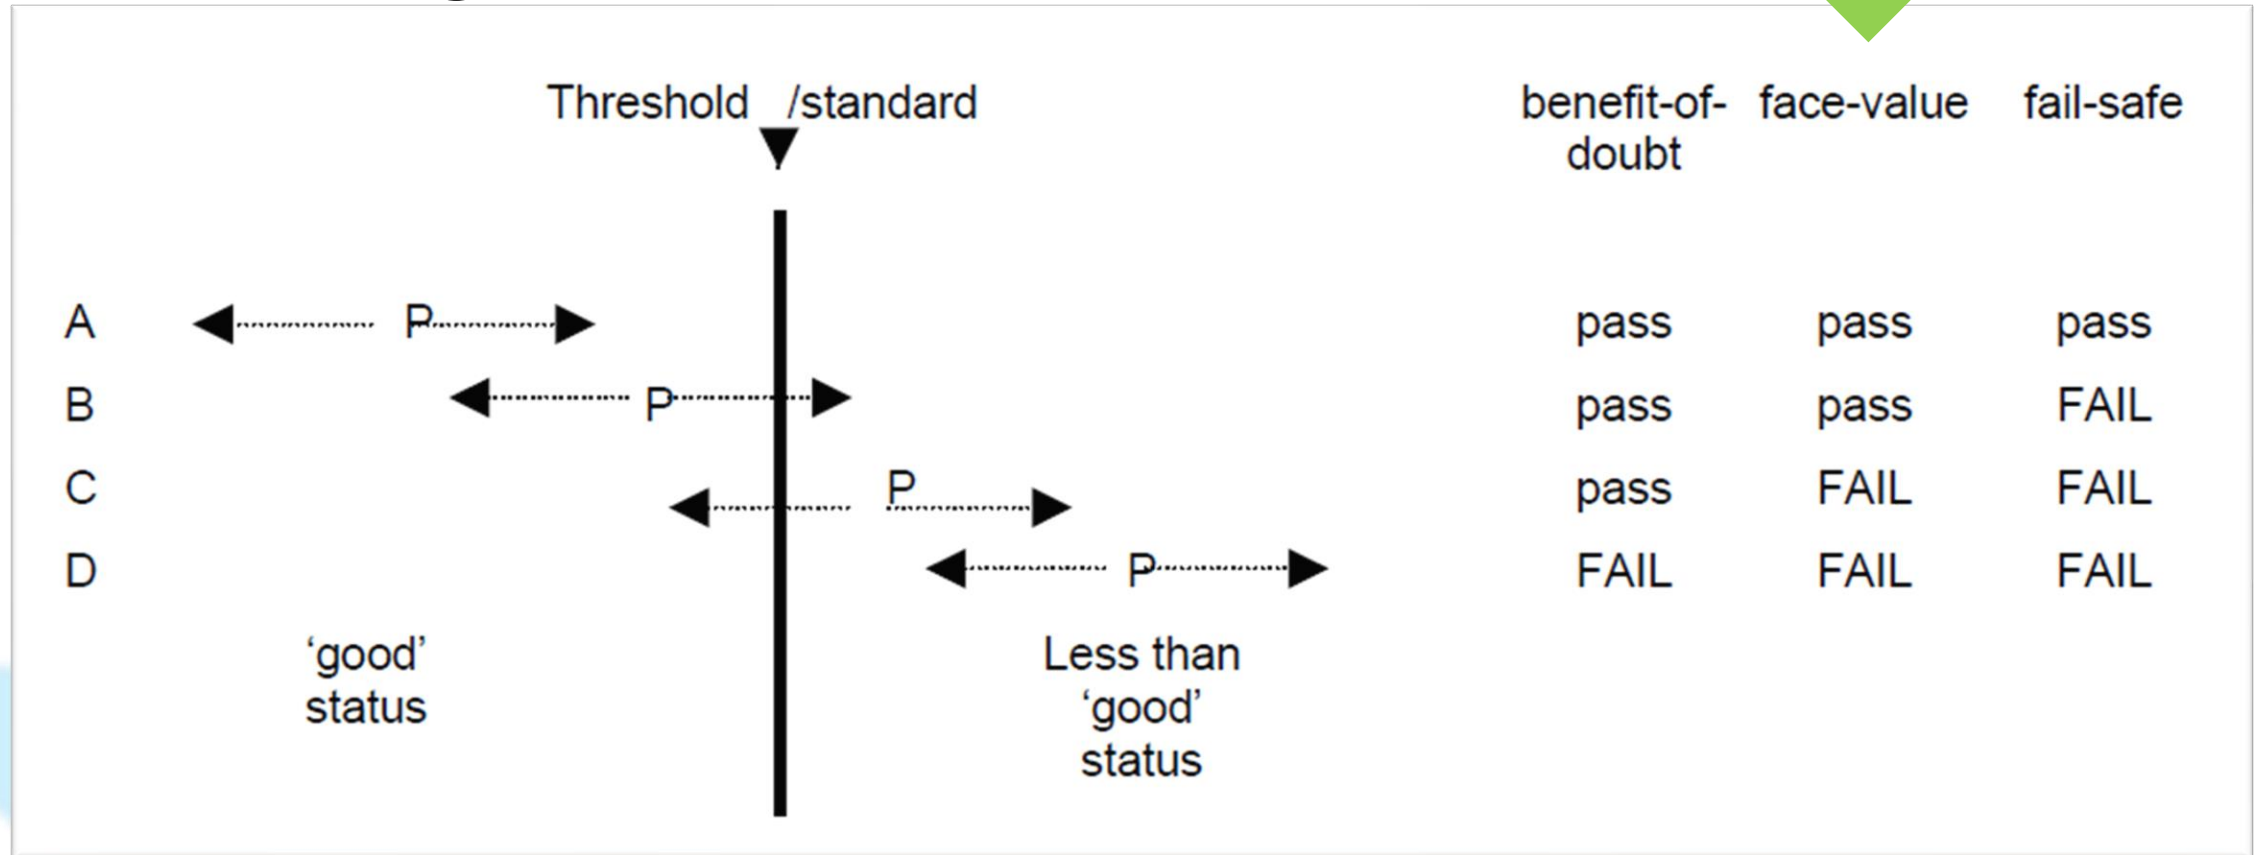 Threshold /standard
benefit-of-doubt face-value fail-safe
A P pass pass pass
B P pass pass FAIL
C P pass FAIL FAIL
D P FAIL FAIL FAIL
‘good’
status
Less than
‘good’
status